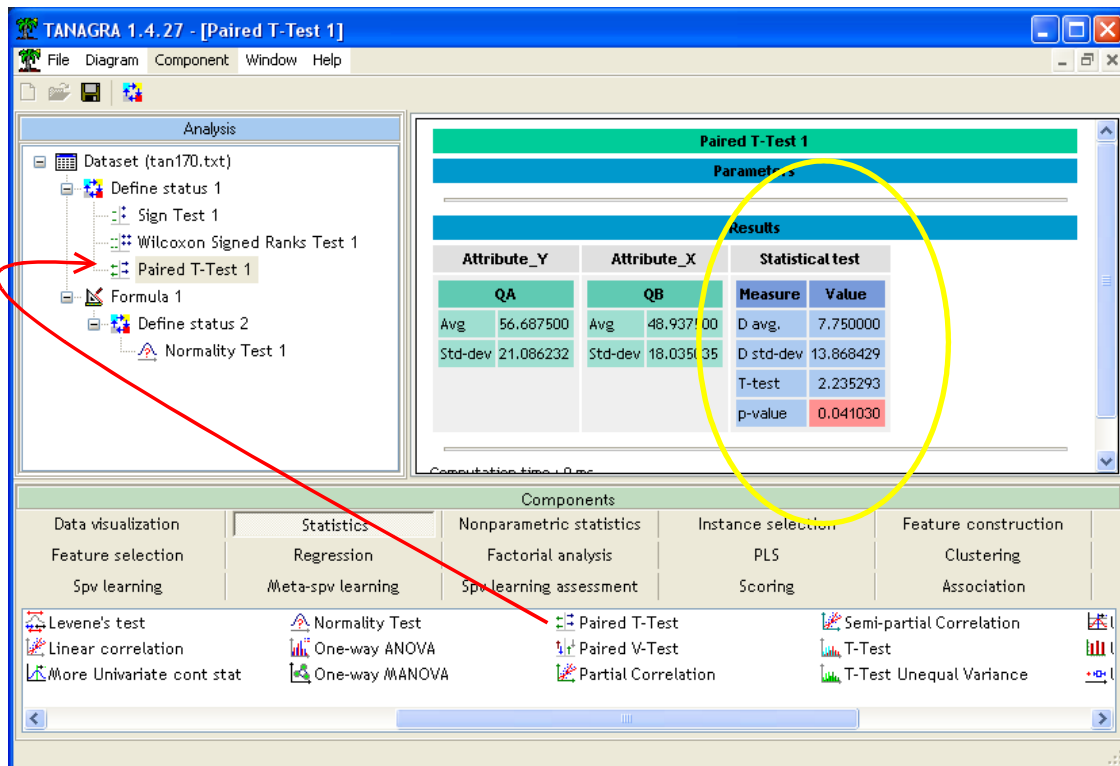 TANAGRA 1.4.27 - [Paired T-Test 1]
File Diagram Component Window Help
Analysis
Dataset (tan170.txt)
Define status 1
Sign Test 1
Wilcoxon Signed Ranks Test 1
Paired T-Test 1
Formula 1
Define status 2
Normality Test 1
Paired T-Test 1
Parameters
Results
Attribute_Y Attribute_X Statistical test
QA QB Measure Value
Avg 56.687500 Avg 48.937500 D avg. 7.750000
Std-dev 21.086232 Std-dev 18.035035 D std-dev 13.868429
T-test 2.235293
p-value 0.041030
Computation time : 0 ms.
Components
Data visualization Statistics Nonparametric statistics Instance selection Feature construction
Feature selection Regression Factorial analysis PLS Clustering
Spv learning Meta-spv learning Spv learning assessment Scoring Association
Levene's test Normality Test Paired T-Test Semi-partial Correlation
Linear correlation One-way ANOVA Paired V-Test T-Test
More Univariate cont stat One-way MANOVA Partial Correlation T-Test Unequal Variance